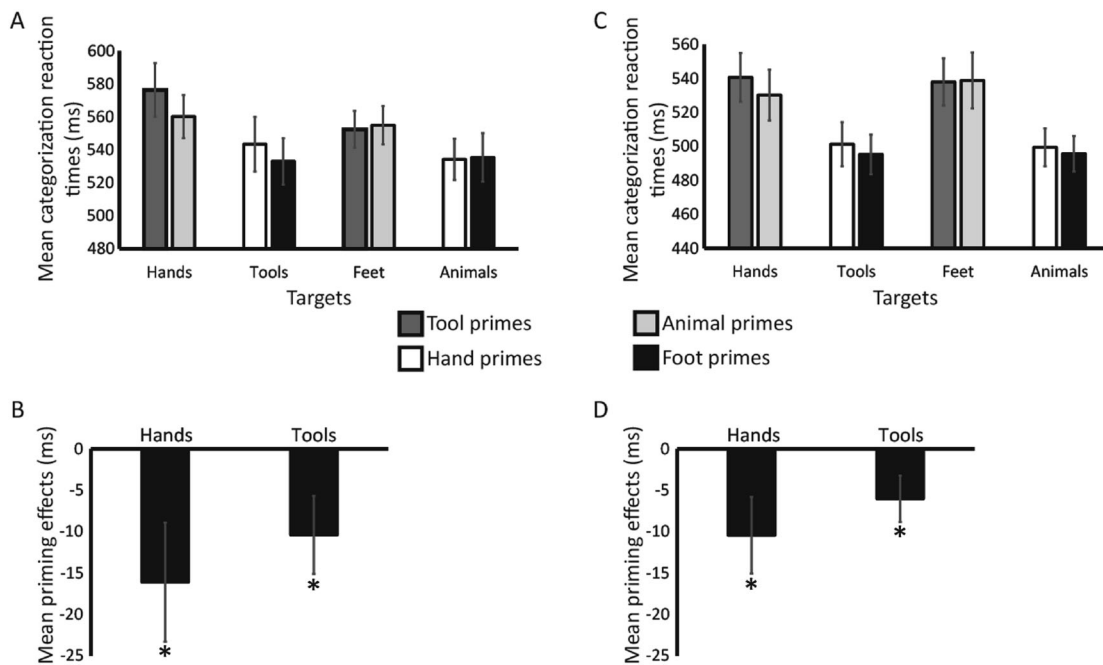 A
Mean categorization reaction
times (ms)
600
580
560
540
520
500
480
Hands Tools Feet Animals
Targets
C
Mean categorization reaction
times (ms)
560
540
520
500
480
460
440
Hands Tools Feet Animals
Targets
Tool primes
Hand primes
Animal primes
Foot primes
B
Mean priming effects (ms)
Hands Tools
0
-5
-10
-15
-20
-25
*
*
D
Mean priming effects (ms)
Hands Tools
0
-5
-10
-15
-20
-25
*
*